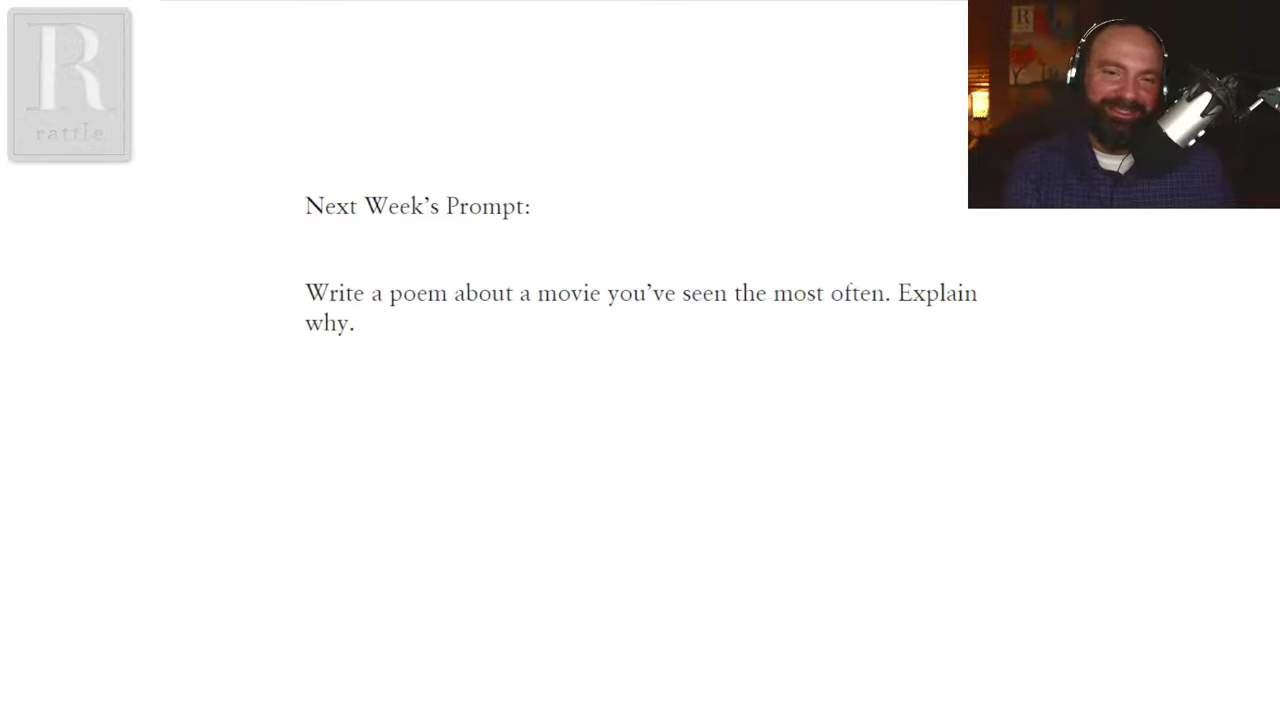 R
rattle
Next Week's Prompt:
Write a poem about a movie you've seen the most often. Explain
why.
R